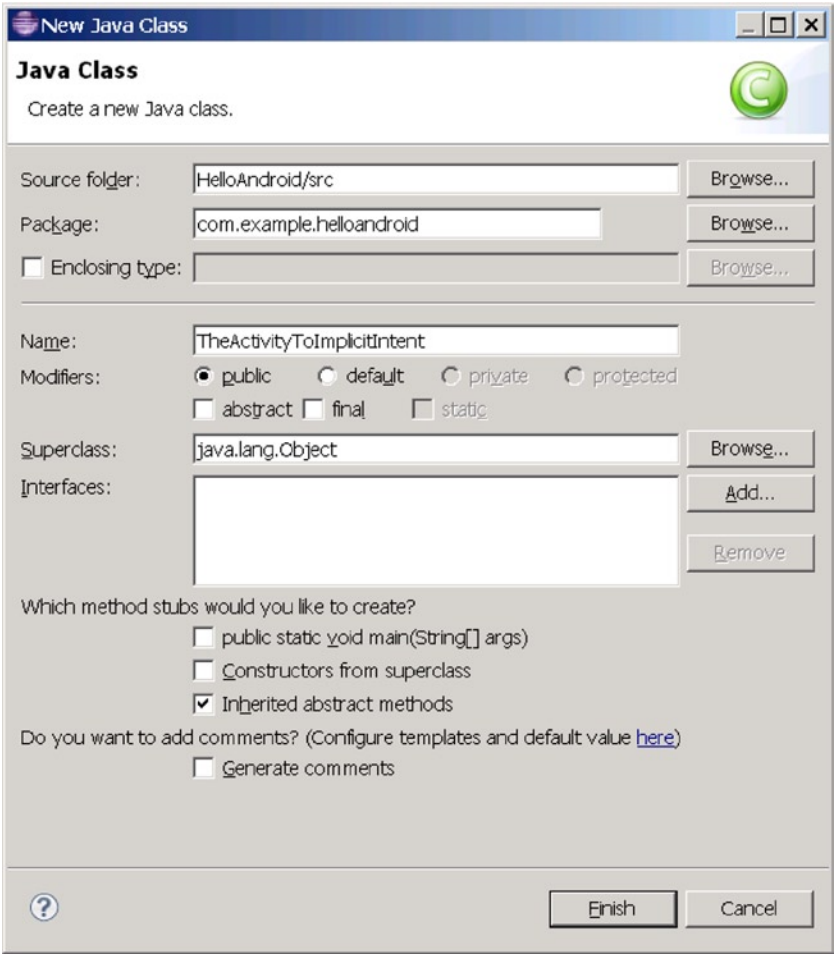 New Java Class
Java Class
Create a new Java class.
C
Source folder: HelloAndroid/src Browse...
Package: com.example.helloandroid Browse...
Enclosing type: Browse...
Name: TheActivityToImplicitIntent
Modifiers: public default private protected
abstract final static
Superclass: java.lang.Object Browse...
Interfaces: Add...
Remove
Which method stubs would you like to create?
public static void main(String[] args)
Constructors from superclass
Inherited abstract methods
Do you want to add comments? (Configure templates and default value here)
Generate comments
? Finish Cancel